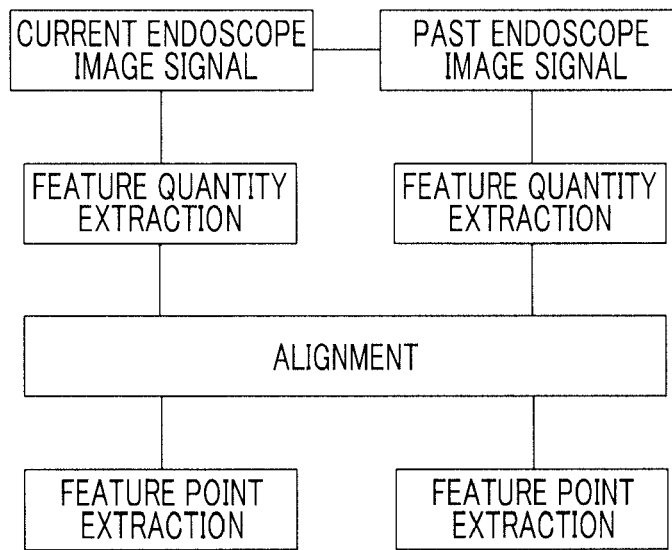 CURRENT ENDOSCOPE
IMAGE SIGNAL
PAST ENDOSCOPE
IMAGE SIGNAL
FEATURE QUANTITY
EXTRACTION
FEATURE QUANTITY
EXTRACTION
ALIGNMENT
FEATURE POINT
EXTRACTION
FEATURE POINT
EXTRACTION